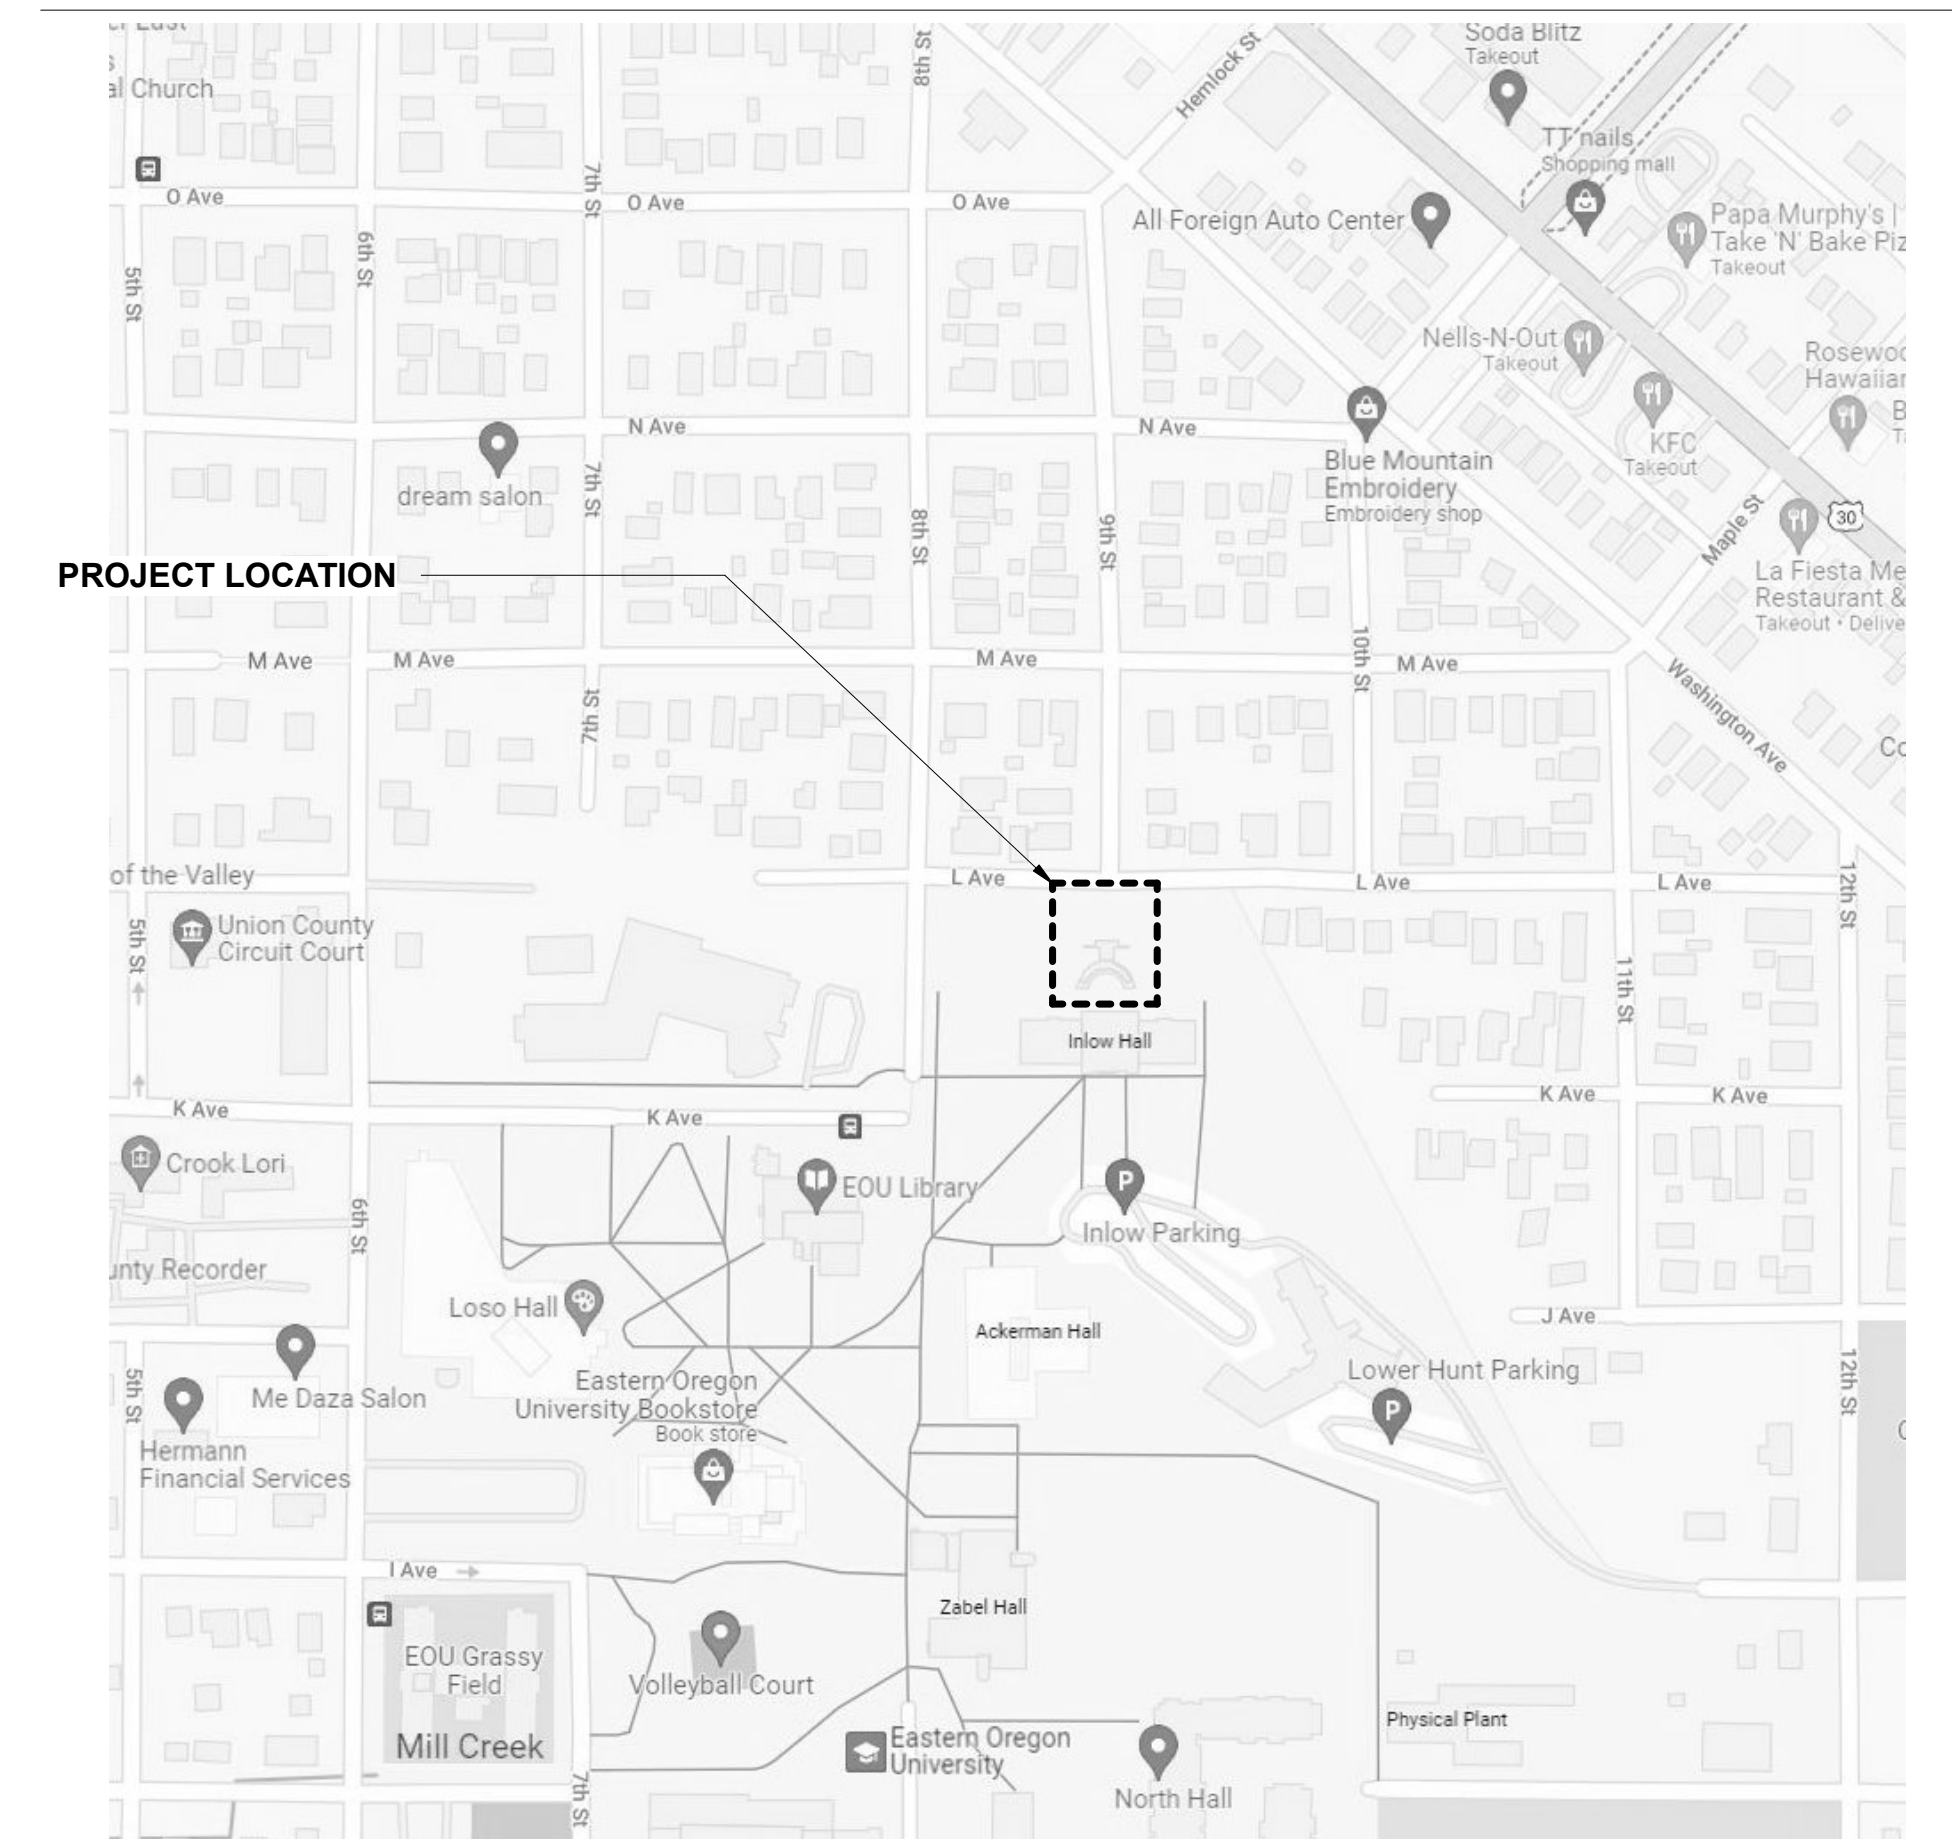 Soda Blitz
Takeout
al Church
8th St
Hemlock St
TT nails
Shopping mall
O Ave
7th St
O Ave
O Ave
All Foreign Auto Center
Papa Murphy's |
Take 'N' Bake Piz
Takeout
5th St
6th St
Nells-N-Out
Takeout
Rosewoo
Hawaiian
N Ave
N Ave
KFC
Takeout
dream salon
7th St
8th St
9th St
Blue Mountain
Embroidery
Embroidery shop
Maple St
30
PROJECT LOCATION
La Fiesta Me
Restaurant &
Takeout • Delive
M Ave
M Ave
M Ave
10th St
M Ave
7th St
Washington Ave
Co
of the Valley
L Ave
L Ave
L Ave
12th St
Union County
Circuit Court
5th St
11th St
Inlow Hall
K Ave
K Ave
K Ave
K Ave
Crook Lori
EOU Library
6th St
Inlow Parking
unty Recorder
Loso Hall
Ackerman Hall
J Ave
Lower Hunt Parking
5th St
Me Daza Salon
Eastern Oregon
University Bookstore
Book store
12th St
Hermann
Financial Services
I Ave
Zabel Hall
EOU Grassy
Field
Volleyball Court
Mill Creek
Eastern Oregon
University
Physical Plant
North Hall
7th St